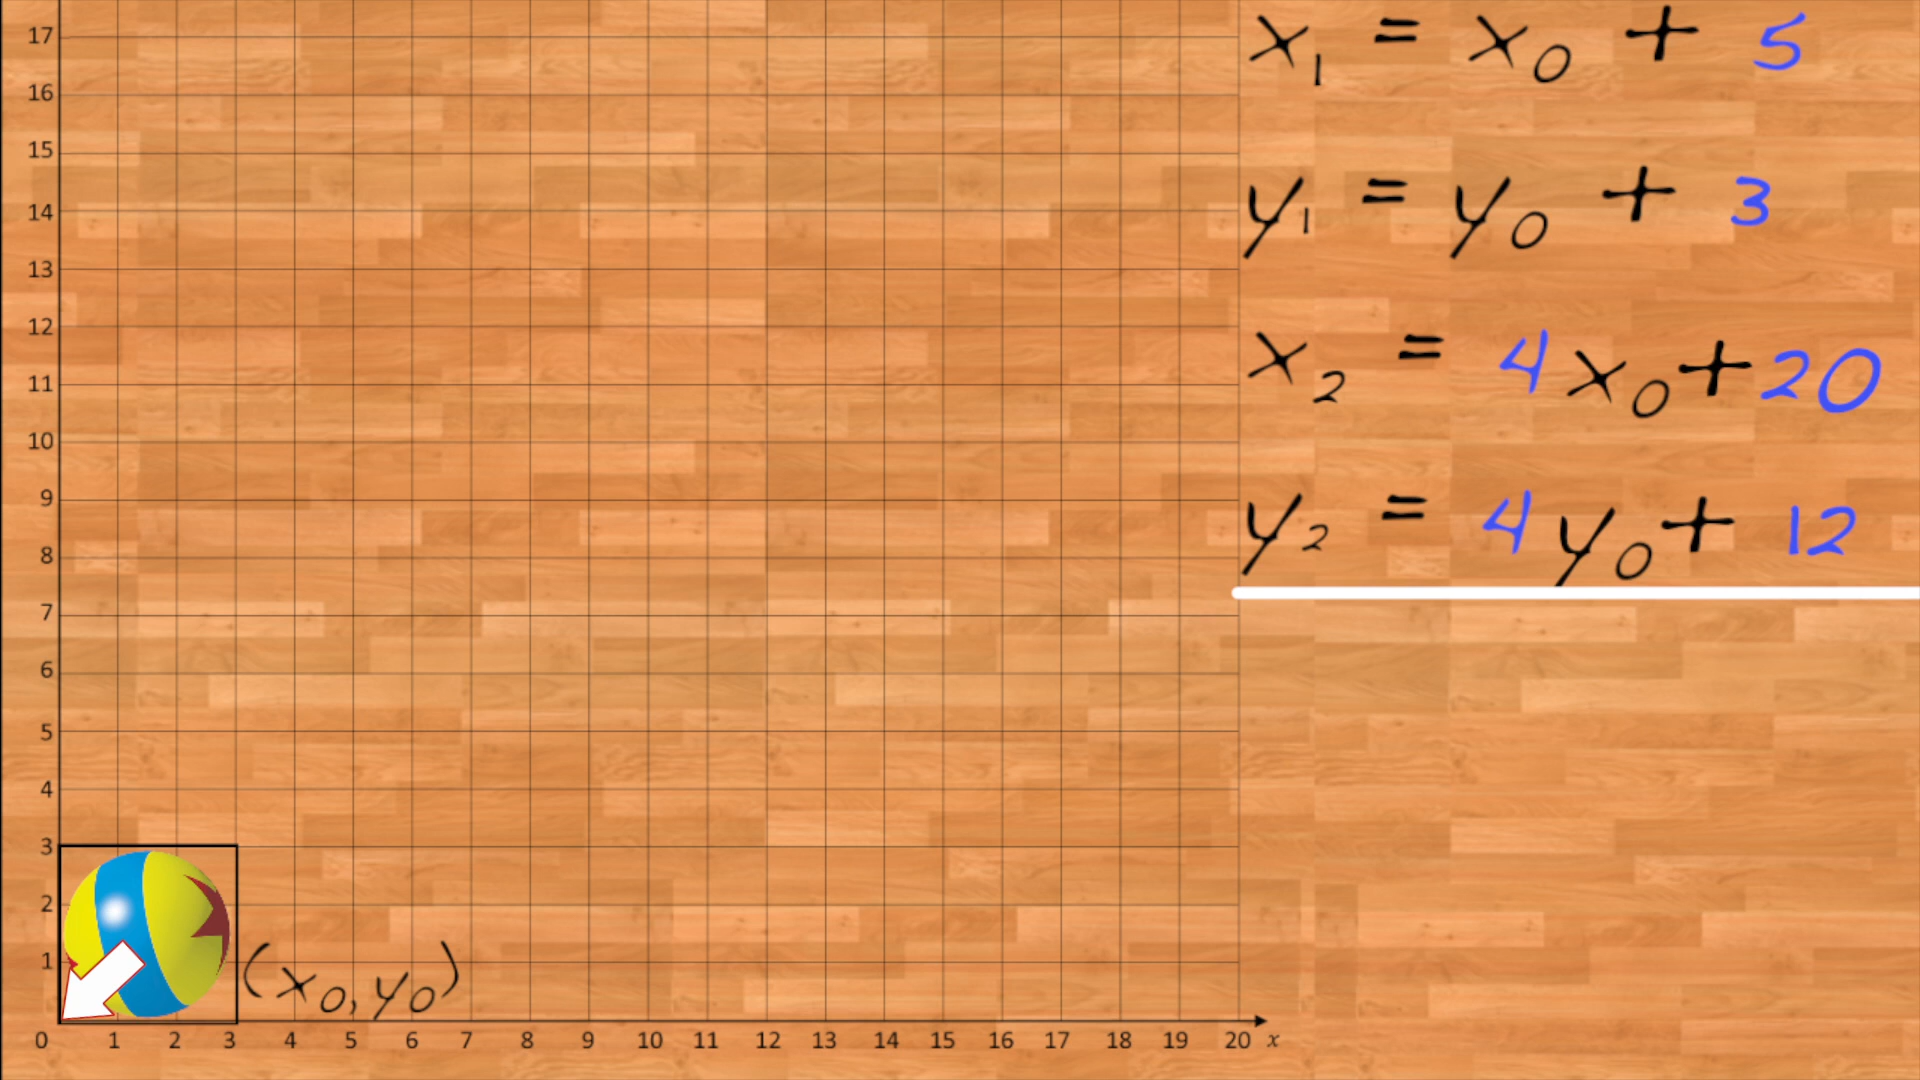 x₁ = x₀ + 5
y₁ = y₀ + 3
x₂ = 4x₀ + 20
y₂ = 4y₀ + 12
17
16
15
14
13
12
11
10
9
8
7
6
5
4
3
2
1
(x₀, y₀)
0 1 2 3 4 5 6 7 8 9 10 11 12 13 14 15 16 17 18 19 20 x